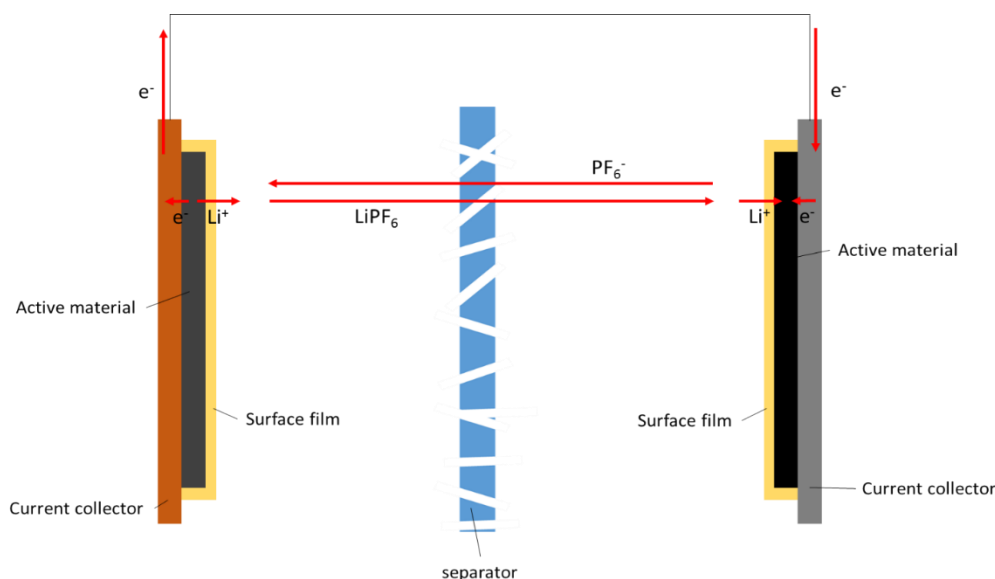 e⁻
e⁻
PF₆⁻
e⁻
Li⁺
LiPF₆
Li⁺
e⁻
Active material
Active material
Surface film
Surface film
Current collector
Current collector
separator